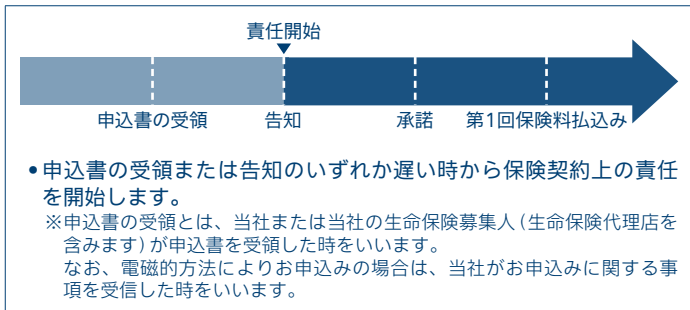 責任開始
申込書の受領 告知 承諾 第1回保険料払込み
•申込書の受領または告知のいずれか遅い時から保険契約上の責任
を開始します。
※申込書の受領とは、当社または当社の生命保険募集人(生命保険代理店を
含みます)が申込書を受領した時をいいます。
なお、電磁的方法によりお申込みの場合は、当社がお申込みに関する事
項を受信した時をいいます。